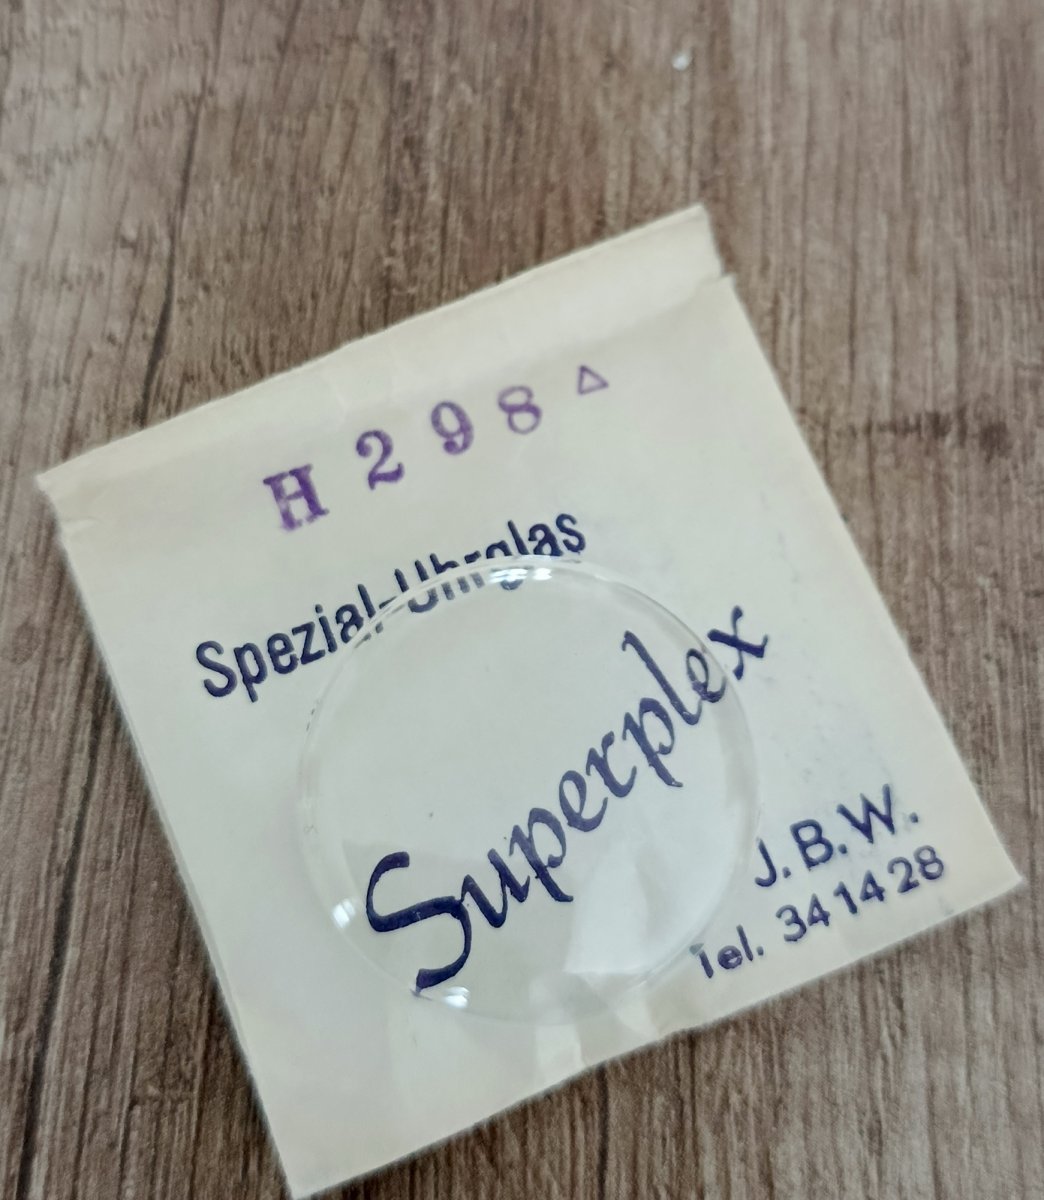 H 298 △
Spezial-Uhrglas
Superplex
J.B.W.
Tel. 341428